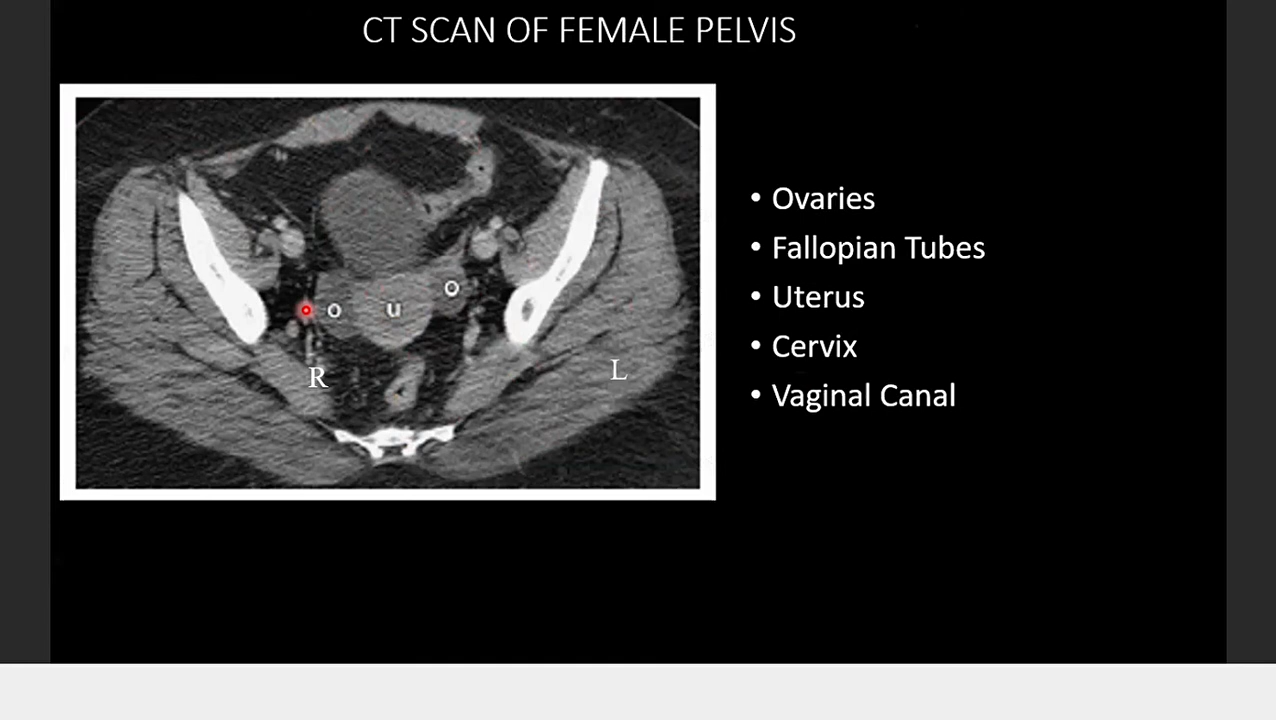 CT SCAN OF FEMALE PELVIS
• Ovaries
• Fallopian Tubes
• Uterus
• Cervix
• Vaginal Canal
o u o
R L